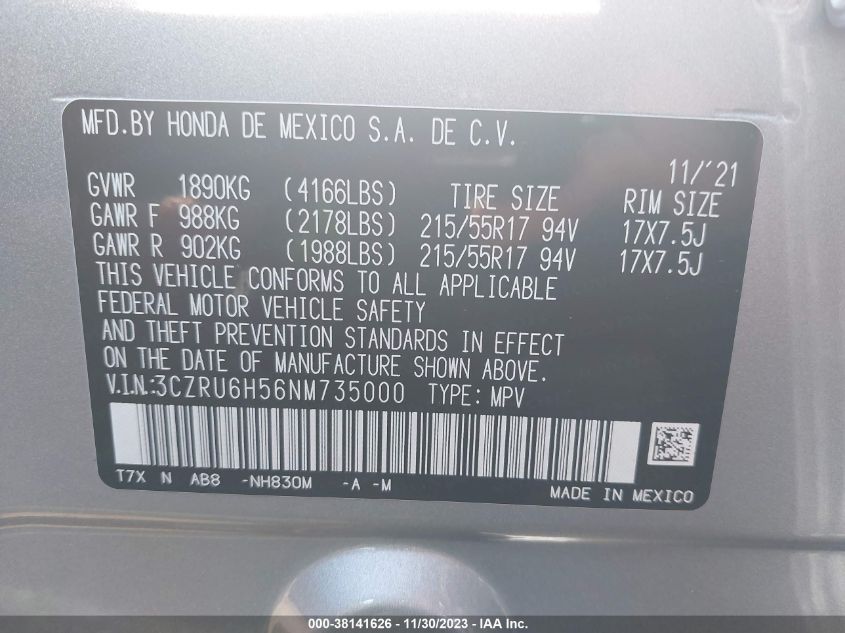 MFD.BY HONDA DE MEXICO S.A. DE C.V.
11/'21
GVWR 1890KG (4166LBS) TIRE SIZE RIM SIZE
GAWR F 988KG (2178LBS) 215/55R17 94V 17X7.5J
GAWR R 902KG (1988LBS) 215/55R17 94V 17X7.5J
THIS VEHICLE CONFORMS TO ALL APPLICABLE
FEDERAL MOTOR VEHICLE SAFETY
AND THEFT PREVENTION STANDARDS IN EFFECT
ON THE DATE OF MANUFACTURE SHOWN ABOVE.
V.I.N.:3CZRU6H56NM735000 TYPE: MPV
T7X N AB8 -NH830M -A -M
MADE IN MEXICO
000-38141626 - 11/30/2023 - IAA Inc.